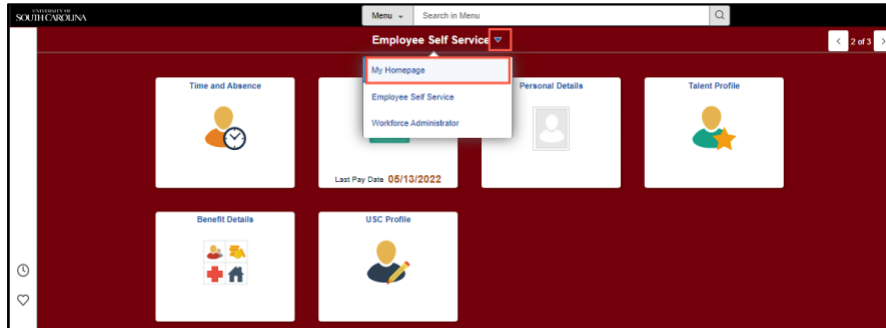 UNIVERSITY OF
SOUTH CAROLINA
Menu
Search in Menu
Employee Self Service
2 of 3
My Homepage
Employee Self Service
Workforce Administrator
Time and Absence
Personal Details
Talent Profile
Last Pay Date 05/13/2022
Benefit Details
USC Profile